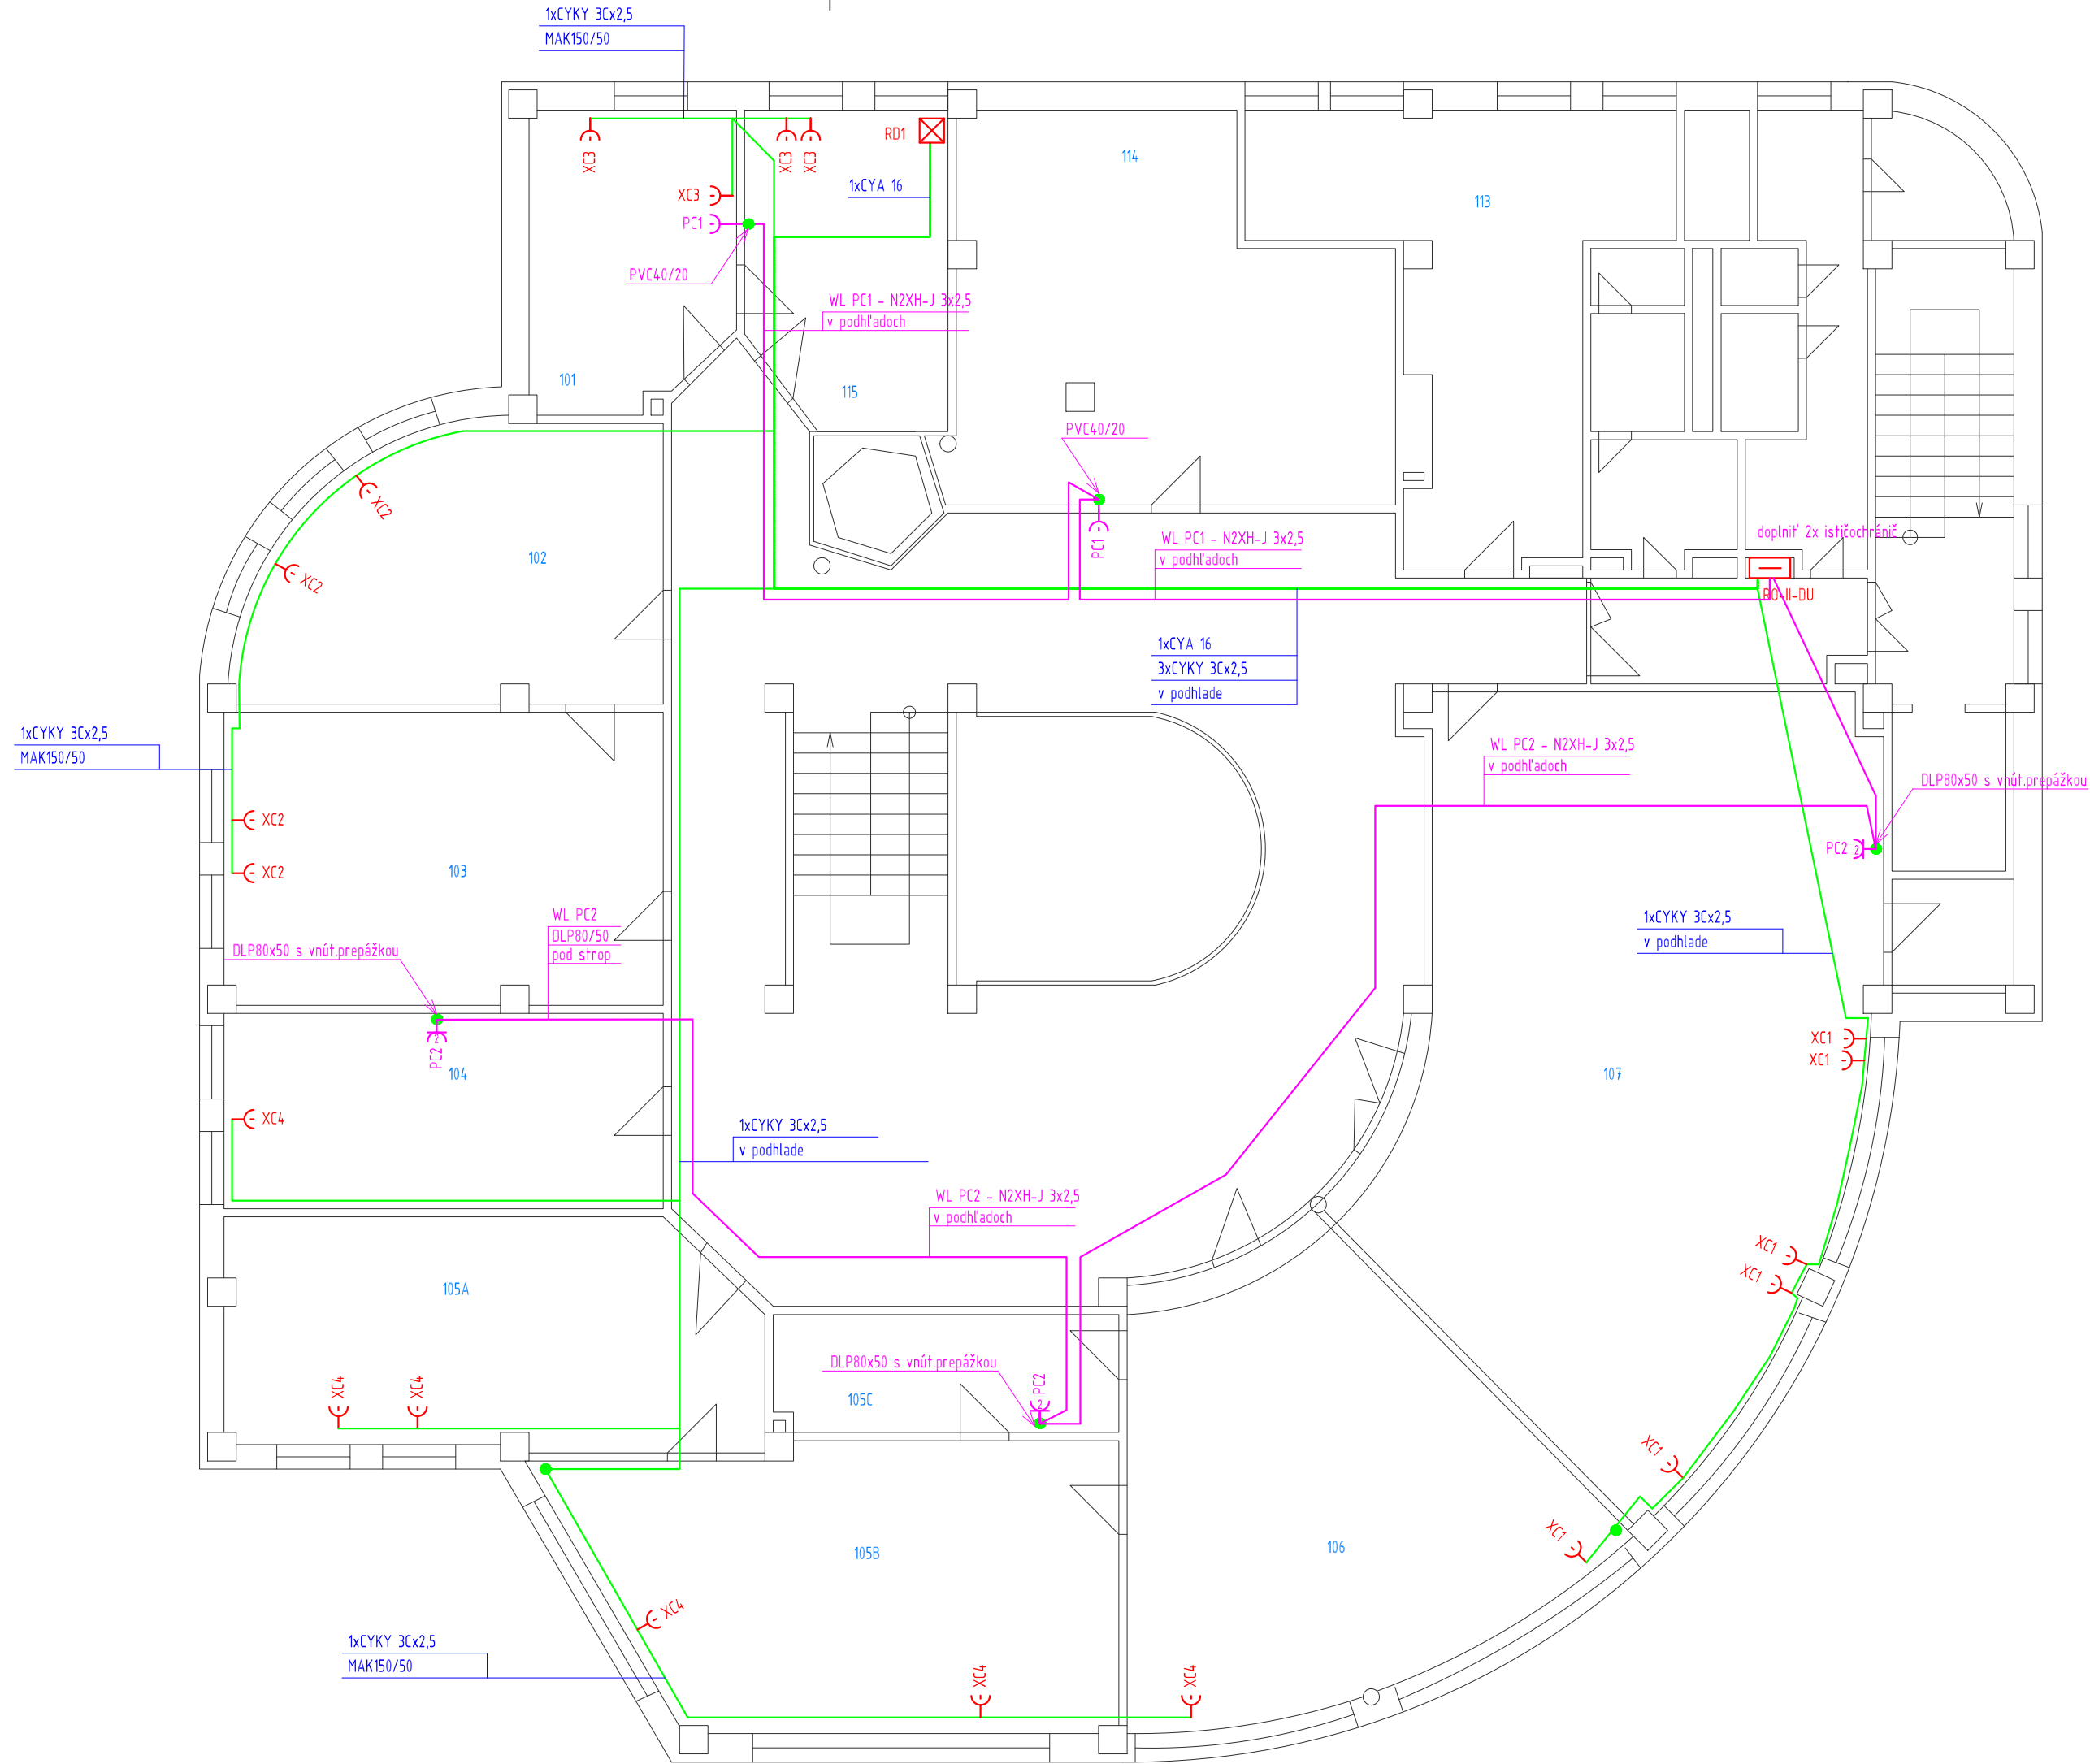 1xCYKY 3Cx2,5
MAK150/50
RD1
XC3
XC3
XC3
114
1xCYA 16
XC3
113
PC1
PVC40/20
WL PC1 - N2XH-J 3x2,5
v podhľadoch
101
115
PVC40/20
XC2
doplniť 2x ističochránič
WL PC1 - N2XH-J 3x2,5
v podhľadoch
PC1
102
XC2
RO-II-DU
1xCYA 16
3xCYKY 3Cx2,5
v podhlade
1xCYKY 3Cx2,5
MAK150/50
WL PC2 - N2XH-J 3x2,5
v podhľadoch
DLP80x50 s vnút.prepážkou
XC2
PC2 2
XC2
103
WL PC2
DLP80/50
pod strop
1xCYKY 3Cx2,5
v podhlade
DLP80x50 s vnút.prepážkou
2
PC2
XC1
XC1
104
107
XC4
1xCYKY 3Cx2,5
v podhlade
WL PC2 - N2XH-J 3x2,5
v podhľadoch
XC1
XC1
105A
DLP80x50 s vnút.prepážkou
PC2
2
XC4
XC4
105C
XC1
XC1
105B
106
XC4
1xCYKY 3Cx2,5
MAK150/50
XC4
XC4